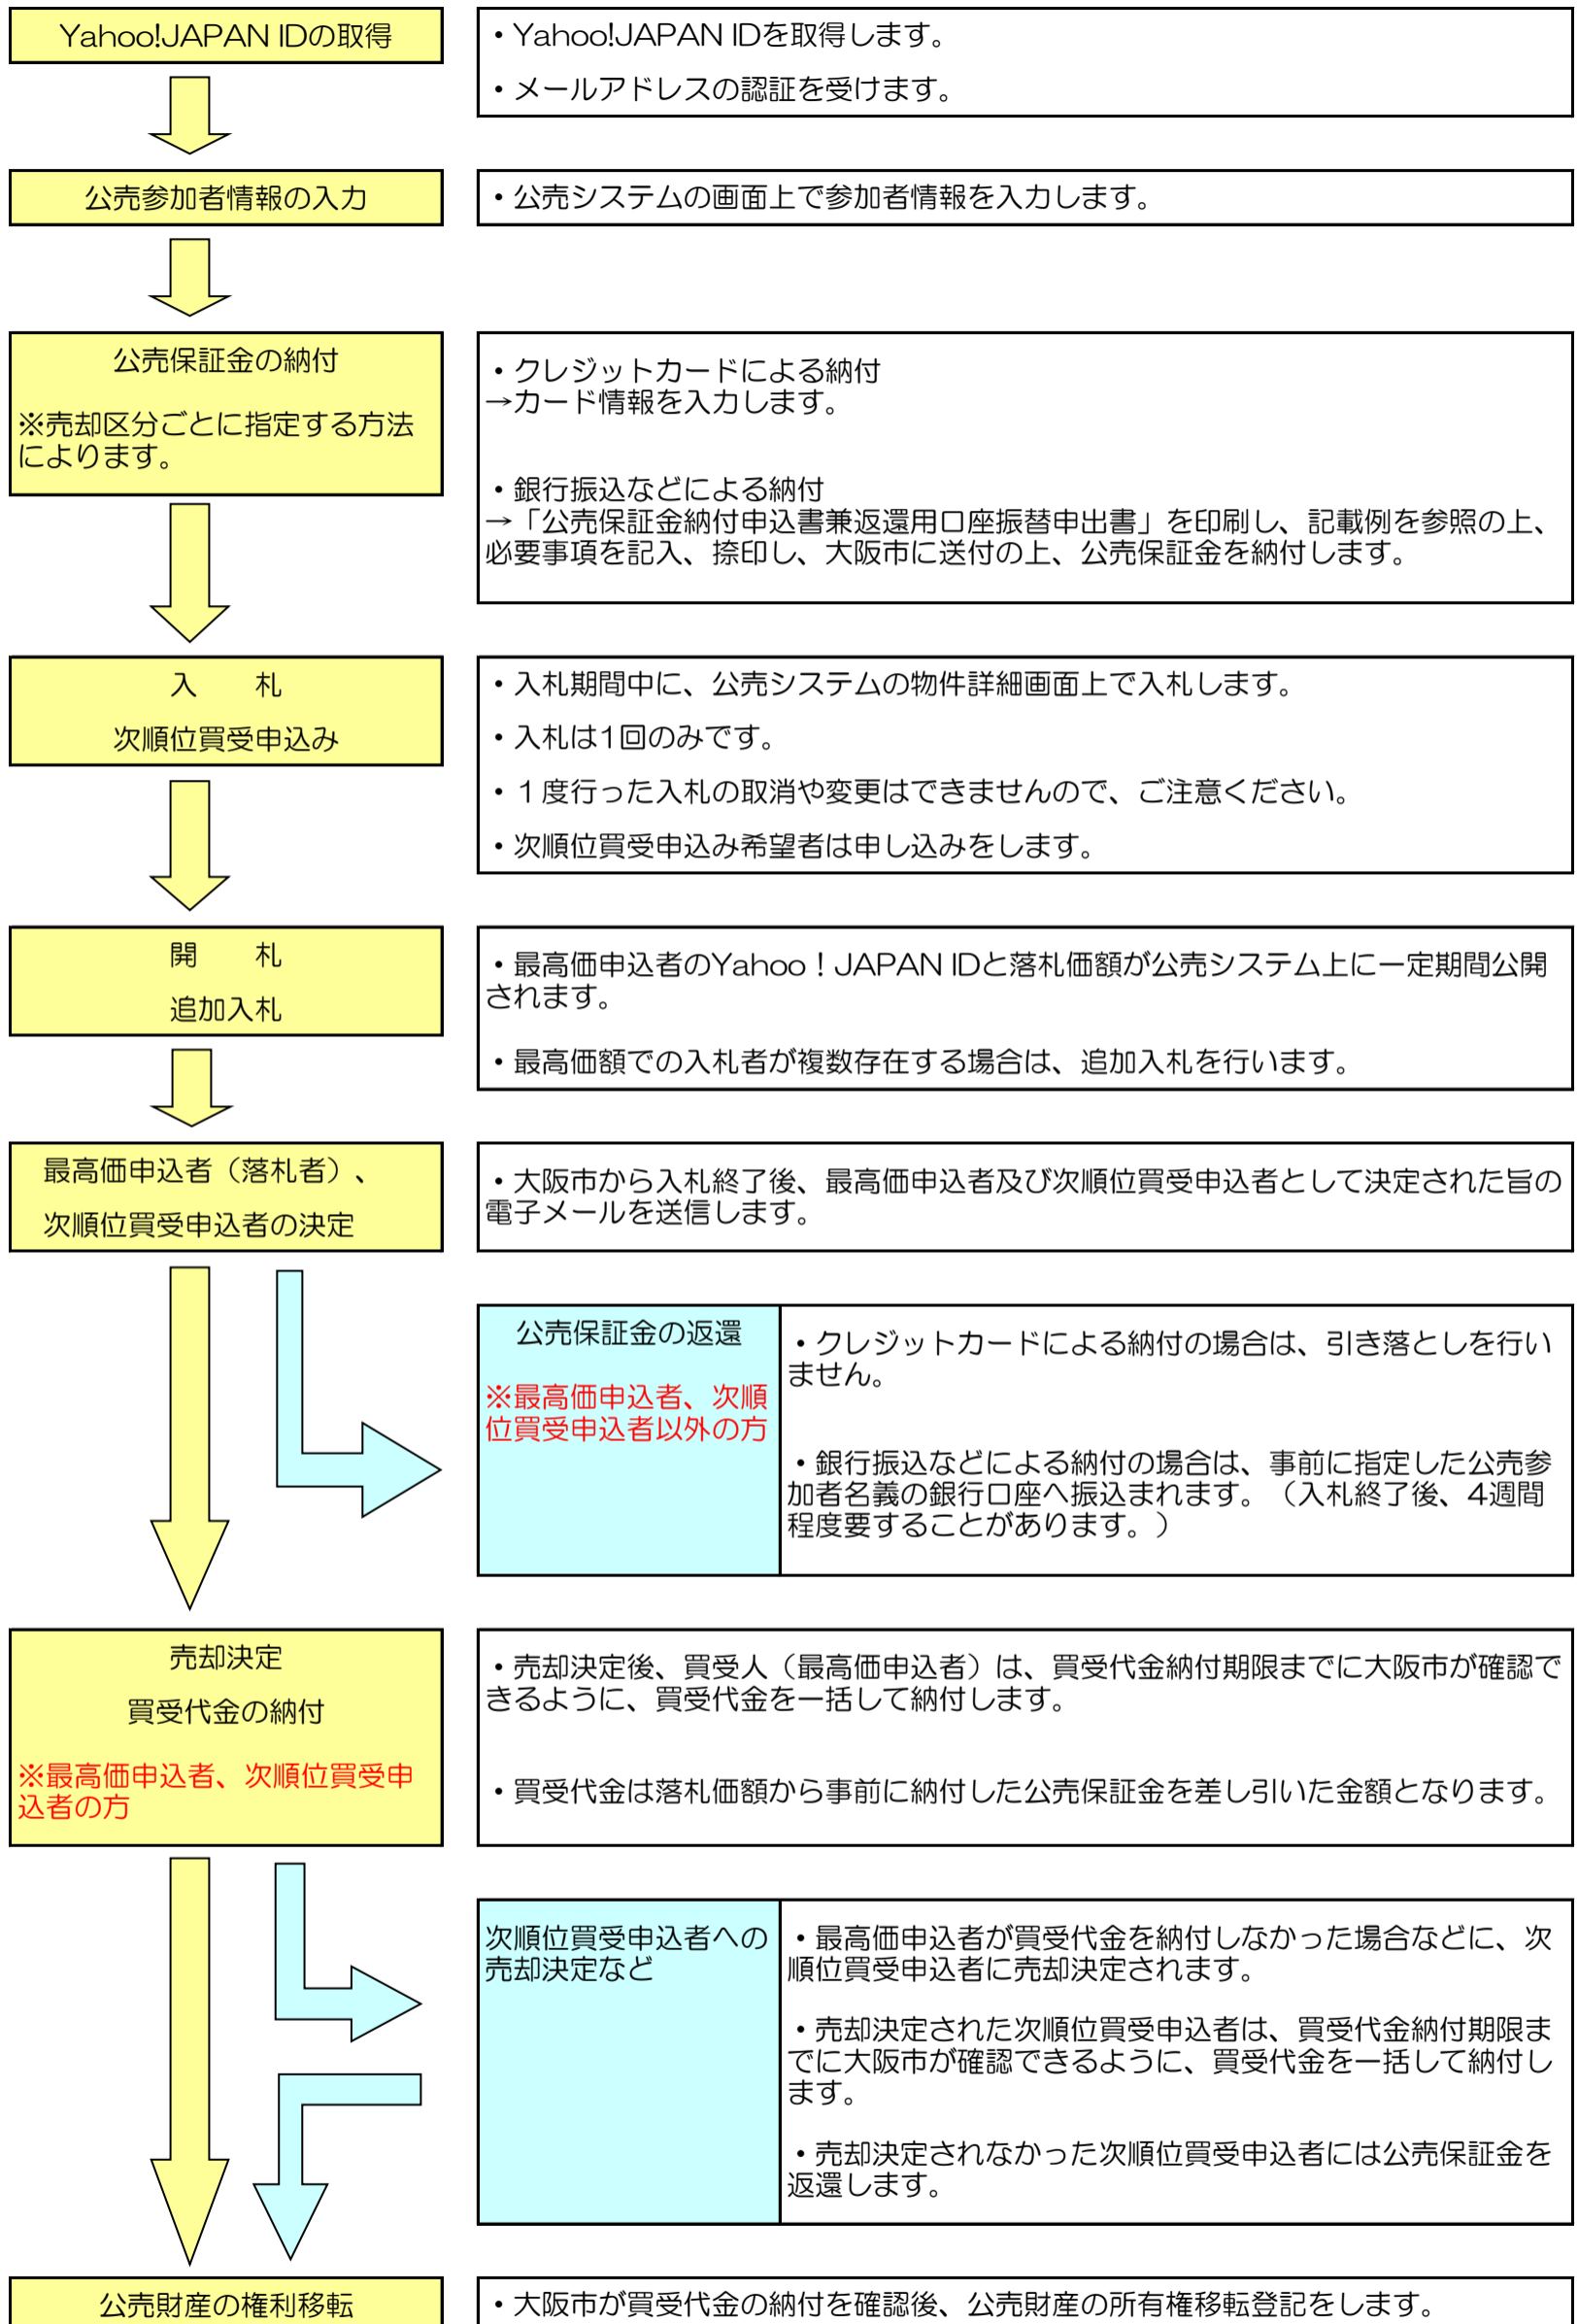 Yahoo!JAPAN IDの取得
・Yahoo!JAPAN IDを取得します。
・メールアドレスの認証を受けます。
公売参加者情報の入力
・公売システムの画面上で参加者情報を入力します。
公売保証金の納付
※売却区分ごとに指定する方法
によります。
・クレジットカードによる納付
→カード情報を入力します。
・銀行振込などによる納付
→「公売保証金納付申込書兼返還用口座振替申出書」を印刷し、記載例を参照の上、
必要事項を記入、捺印し、大阪市に送付の上、公売保証金を納付します。
入　　札
次順位買受申込み
・入札期間中に、公売システムの物件詳細画面上で入札します。
・入札は1回のみです。
・１度行った入札の取消や変更はできませんので、ご注意ください。
・次順位買受申込み希望者は申し込みをします。
開　　札
追加入札
・最高価申込者のYahoo！JAPAN IDと落札価額が公売システム上に一定期間公開
されます。
・最高価額での入札者が複数存在する場合は、追加入札を行います。
最高価申込者（落札者）、
次順位買受申込者の決定
・大阪市から入札終了後、最高価申込者及び次順位買受申込者として決定された旨の
電子メールを送信します。
公売保証金の返還
※最高価申込者、次順
位買受申込者以外の方
・クレジットカードによる納付の場合は、引き落としを行い
ません。
・銀行振込などによる納付の場合は、事前に指定した公売参
加者名義の銀行口座へ振込まれます。（入札終了後、4週間
程度要することがあります。）
売却決定
買受代金の納付
※最高価申込者、次順位買受申
込者の方
・売却決定後、買受人（最高価申込者）は、買受代金納付期限までに大阪市が確認で
きるように、買受代金を一括して納付します。
・買受代金は落札価額から事前に納付した公売保証金を差し引いた金額となります。
次順位買受申込者への
売却決定など
・最高価申込者が買受代金を納付しなかった場合などに、次
順位買受申込者に売却決定されます。
・売却決定された次順位買受申込者は、買受代金納付期限ま
でに大阪市が確認できるように、買受代金を一括して納付し
ます。
・売却決定されなかった次順位買受申込者には公売保証金を
返還します。
公売財産の権利移転
・大阪市が買受代金の納付を確認後、公売財産の所有権移転登記をします。